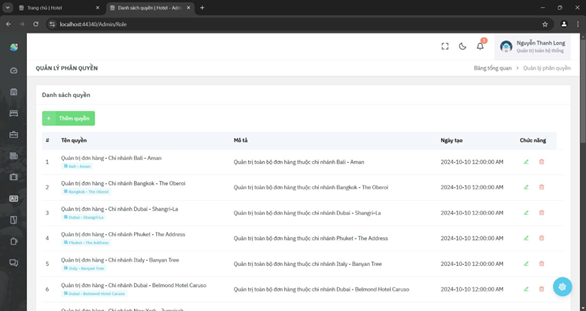 Trang chủ | Hotel
Danh sách quyền | Hotel - Adm
localhost:44340/Admin/Role
Nguyễn Thanh Long
Quản trị toàn hệ thống
QUẢN LÝ PHÂN QUYỀN
Bảng tổng quan
Quản lý phân quyền
Danh sách quyền
+ Thêm quyền
# Tên quyền Mô tả Ngày tạo Chức năng
1 Quản trị đơn hàng - Chi nhánh Bali - Aman Quản trị toàn bộ đơn hàng thuộc chi nhánh Bali - Aman 2024-10-10 12:00:00 AM
Bali - Aman
2 Quản trị đơn hàng - Chi nhánh Bangkok - The Oberoi Quản trị toàn bộ đơn hàng thuộc chi nhánh Bangkok - The Oberoi 2024-10-10 12:00:00 AM
Bangkok - The Oberoi
3 Quản trị đơn hàng - Chi nhánh Dubai - Shangri-La Quản trị toàn bộ đơn hàng thuộc chi nhánh Dubai - Shangri-La 2024-10-10 12:00:00 AM
Dubai - Shangri-La
4 Quản trị đơn hàng - Chi nhánh Phuket - The Address Quản trị toàn bộ đơn hàng thuộc chi nhánh Phuket - The Address 2024-10-10 12:00:00 AM
Phuket - The Address
5 Quản trị đơn hàng - Chi nhánh Italy - Banyan Tree Quản trị toàn bộ đơn hàng thuộc chi nhánh Italy - Banyan Tree 2024-10-10 12:00:00 AM
Italy - Banyan Tree
6 Quản trị đơn hàng - Chi nhánh Dubai - Belmond Hotel Caruso Quản trị toàn bộ đơn hàng thuộc chi nhánh Dubai - Belmond Hotel Caruso 2024-10-10 12:00:00 AM
Dubai - Belmond Hotel Caruso